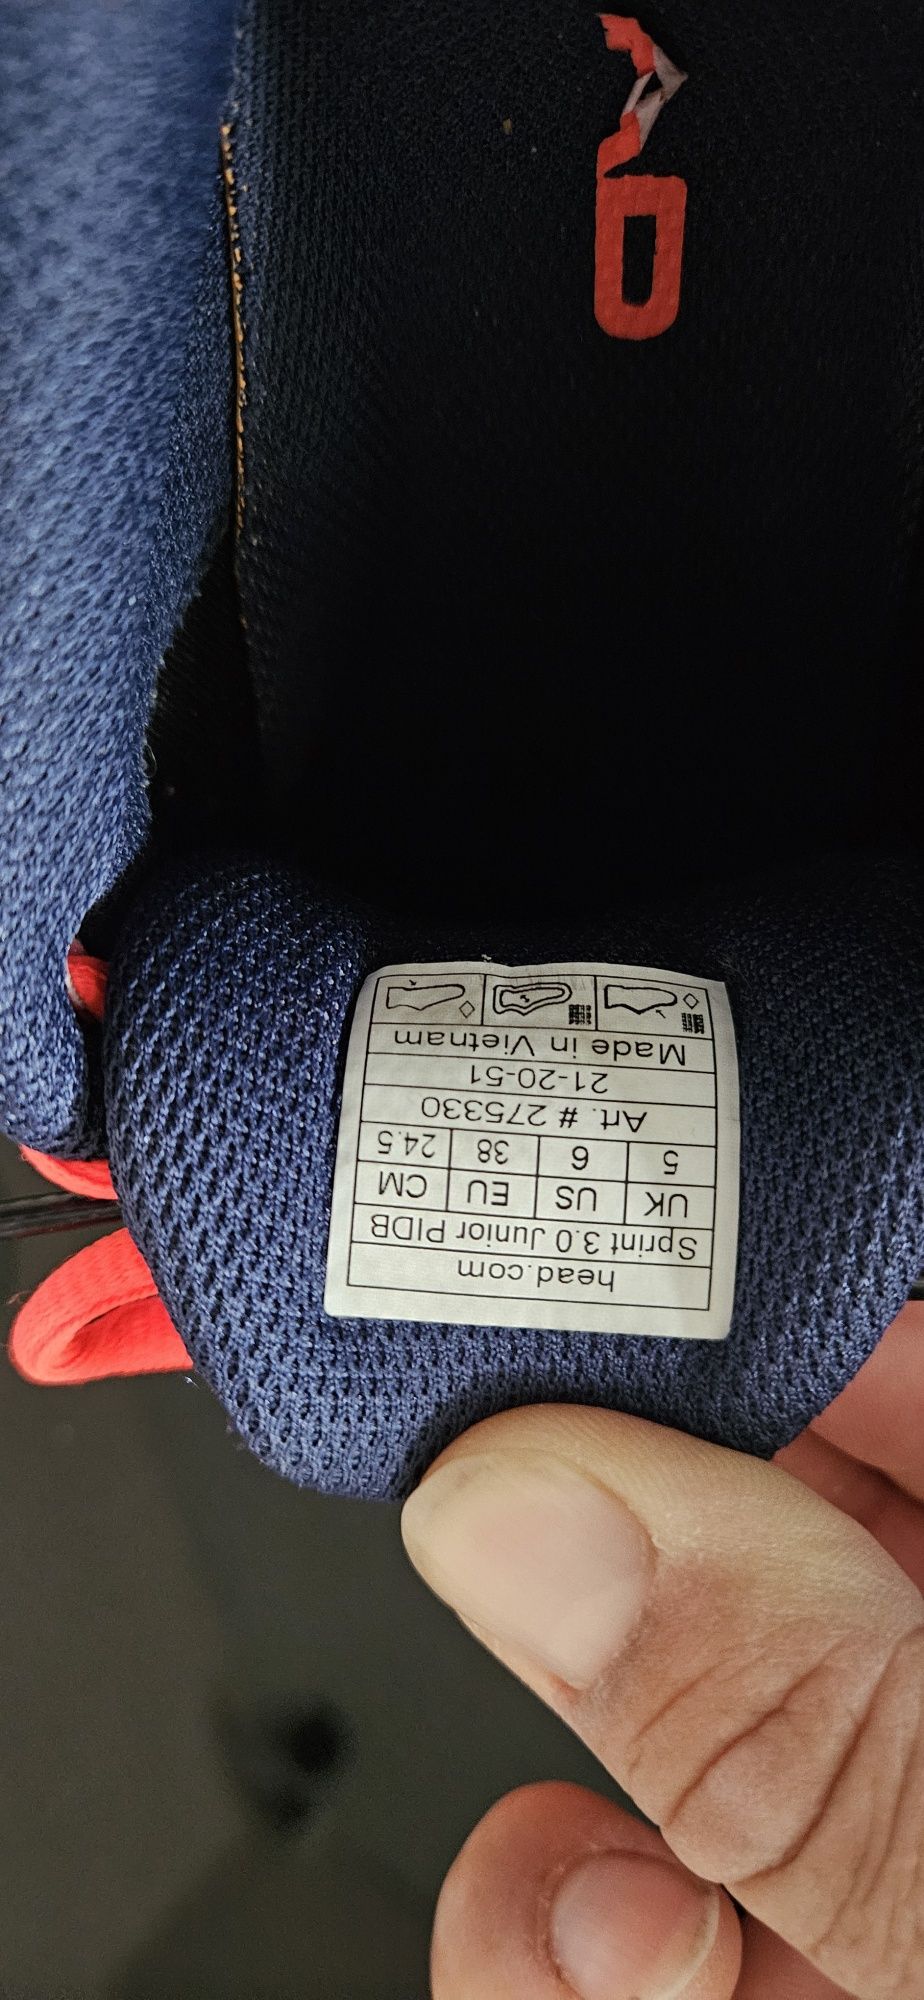 head.com
Sprint 3.0 Junior PIDB
UK US EU CM
5 6 38 24.5
Art. # 275330
21-20-51
Made in Vietnam